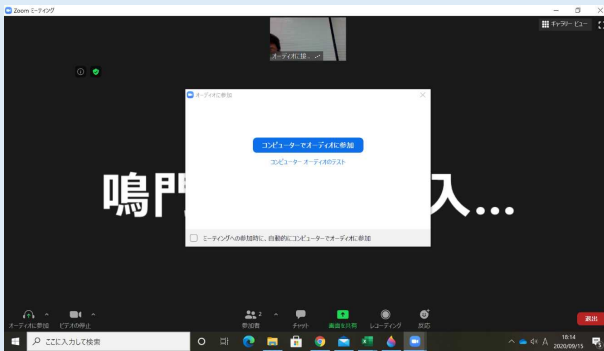 Zoom ミーティング
ギャラリー ビュー
オーディオに接...
オーディオに参加
コンピューターでオーディオに参加
コンピューター オーディオのテスト
ミーティングへの参加時に、自動的にコンピューターでオーディオに参加
鳴門
入...
オーディオに参加
ビデオの停止
参加者
2
チャット
画面を共有
レコーディング
反応
退出
ここに入力して検索
A
18:14
2020/09/15